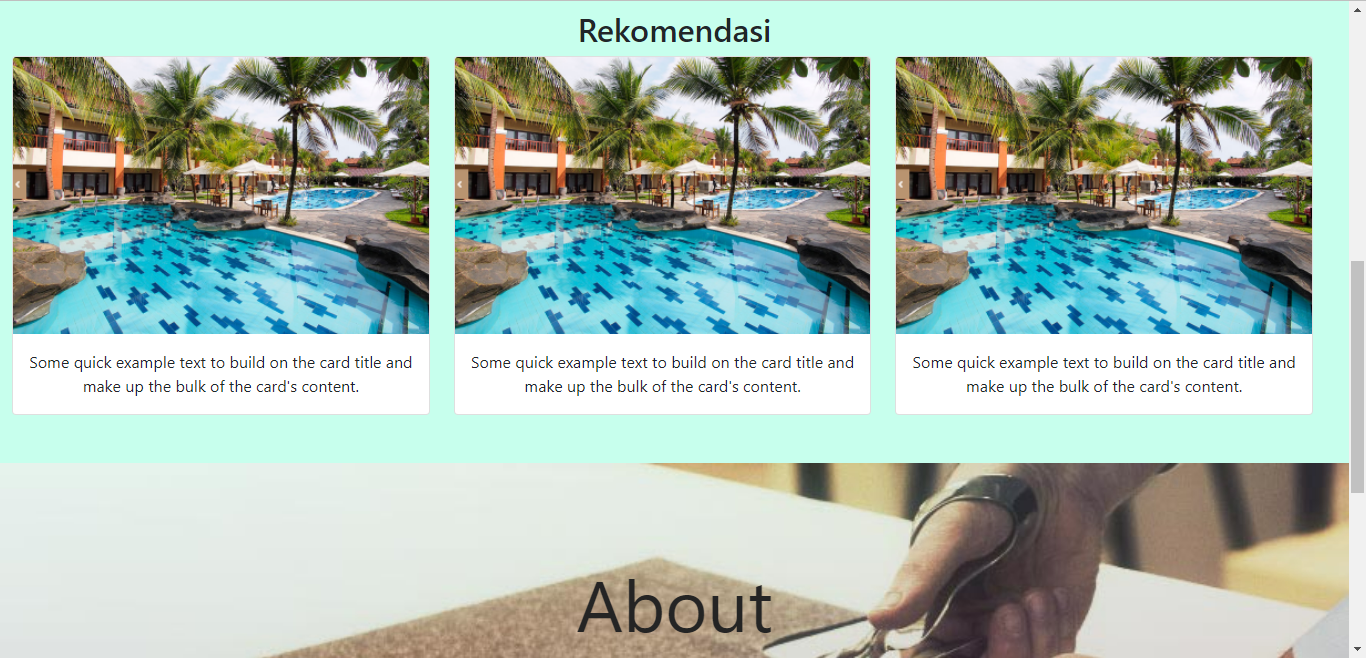 Rekomendasi
Some quick example text to build on the card title and
make up the bulk of the card's content.
Some quick example text to build on the card title and
make up the bulk of the card's content.
Some quick example text to build on the card title and
make up the bulk of the card's content.
About